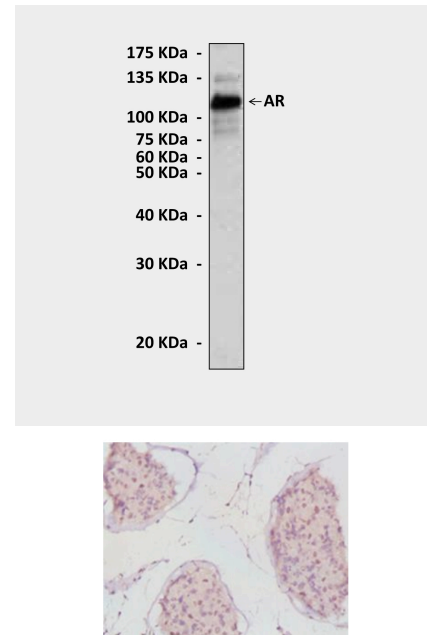 175 KDa -
135 KDa -
←AR
100 KDa -
75 KDa -
60 KDa -
50 KDa -
40 KDa -
30 KDa -
20 KDa -